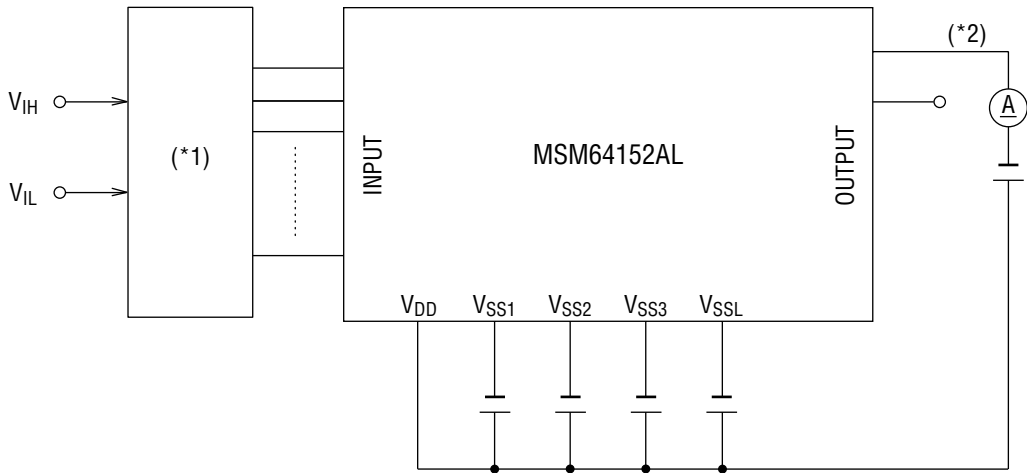 (*2)
V_IH
A
(*1)
INPUT
MSM64152AL
OUTPUT
V_IL
V_DD V_SS1 V_SS2 V_SS3 V_SSL